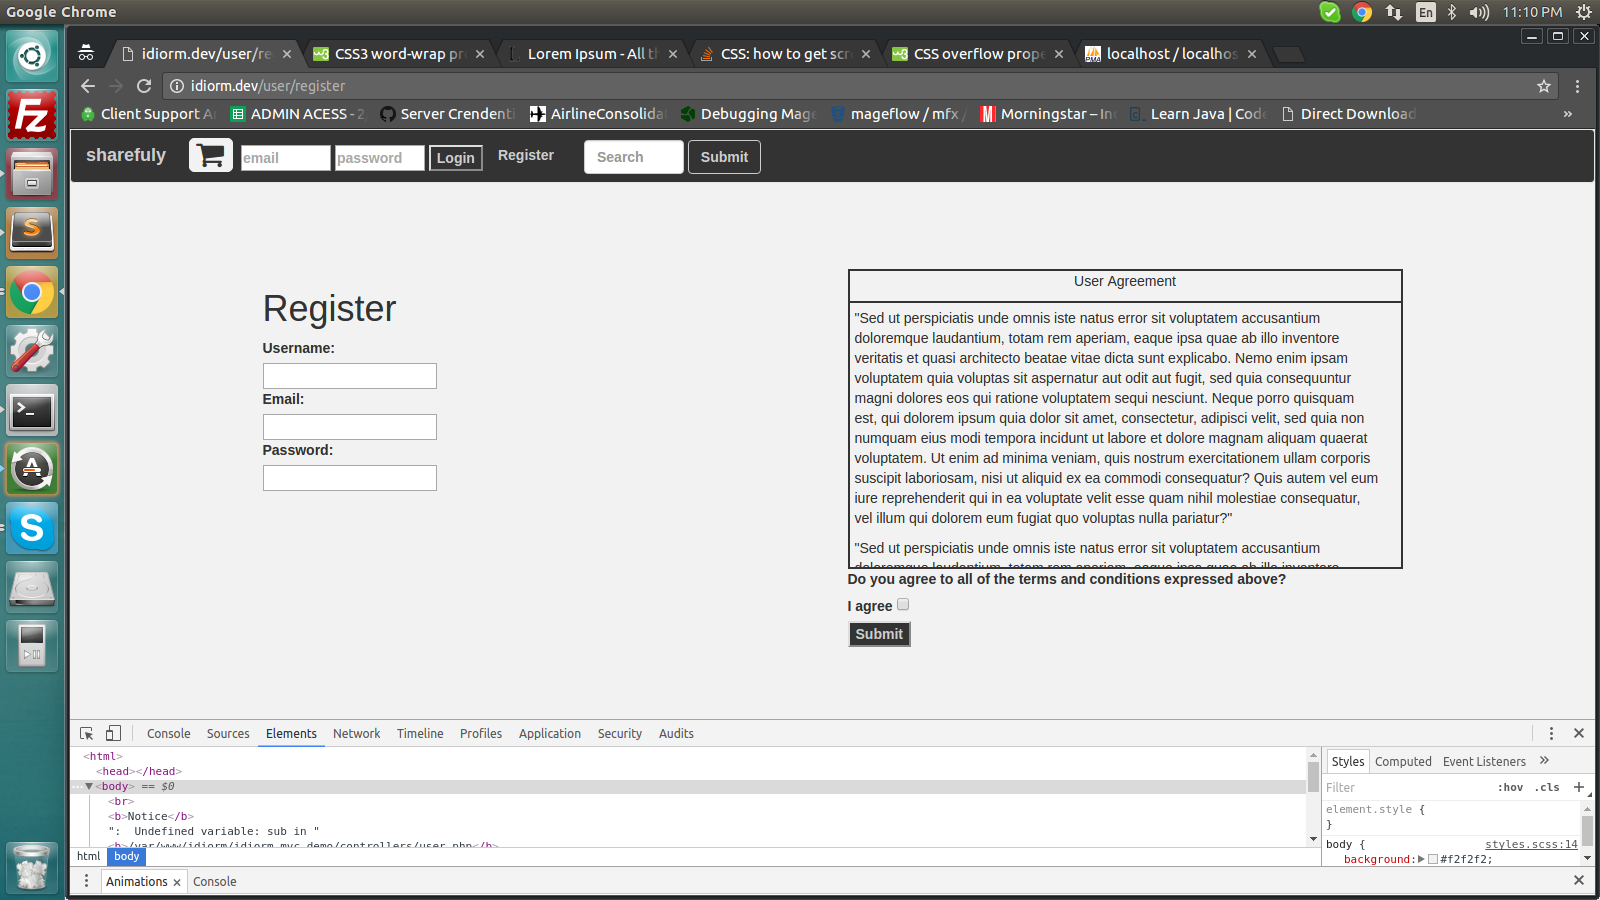 Google Chrome
En
11:10 PM
idiorm.dev/user/re
CSS3 word-wrap pr
Lorem Ipsum - All th
CSS: how to get scr
CSS overflow prope
localhost / localhos
idiorm.dev/user/register
Client Support A
ADMIN ACESS - 2
Server Crendenti
AirlineConsolida
Debugging Mage
mageflow / mfx /
Morningstar – In
Learn Java | Code
Direct Download
»
sharefuly
email
password
Login
Register
Search
Submit
Register
Username:
Email:
Password:
User Agreement
"Sed ut perspiciatis unde omnis iste natus error sit voluptatem accusantium
doloremque laudantium, totam rem aperiam, eaque ipsa quae ab illo inventore
veritatis et quasi architecto beatae vitae dicta sunt explicabo. Nemo enim ipsam
voluptatem quia voluptas sit aspernatur aut odit aut fugit, sed quia consequuntur
magni dolores eos qui ratione voluptatem sequi nesciunt. Neque porro quisquam
est, qui dolorem ipsum quia dolor sit amet, consectetur, adipisci velit, sed quia non
numquam eius modi tempora incidunt ut labore et dolore magnam aliquam quaerat
voluptatem. Ut enim ad minima veniam, quis nostrum exercitationem ullam corporis
suscipit laboriosam, nisi ut aliquid ex ea commodi consequatur? Quis autem vel eum
iure reprehenderit qui in ea voluptate velit esse quam nihil molestiae consequatur,
vel illum qui dolorem eum fugiat quo voluptas nulla pariatur?"
"Sed ut perspiciatis unde omnis iste natus error sit voluptatem accusantium
doloremque laudantium, totam rem aperiam, eaque ipsa quae ab illo inventore
Do you agree to all of the terms and conditions expressed above?
I agree
Submit
Console
Sources
Elements
Network
Timeline
Profiles
Application
Security
Audits
<html>
<head></head>
... <body> == $0
<br>
<b>Notice</b>
":  Undefined variable: sub in "
<b>/var/www/idiorm/idiorm_mvc_demo/controllers/user.php</b>
html
body
Styles
Computed
Event Listeners
»
Filter
:hov
.cls
+
element.style {
}
body {
styles.scss:14
background: #f2f2f2;
Animations
Console